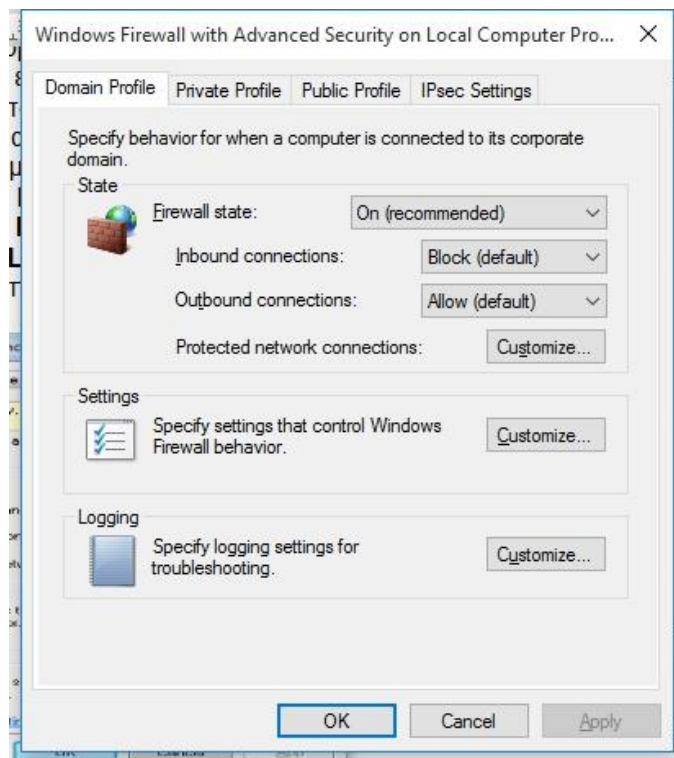 Windows Firewall with Advanced Security on Local Computer Pro...
Domain Profile Private Profile Public Profile IPsec Settings
Specify behavior for when a computer is connected to its corporate
domain.
State
Firewall state: On (recommended)
Inbound connections: Block (default)
Outbound connections: Allow (default)
Protected network connections: Customize...
Settings
Specify settings that control Windows
Firewall behavior.
Customize...
Logging
Specify logging settings for
troubleshooting.
Customize...
OK Cancel Apply